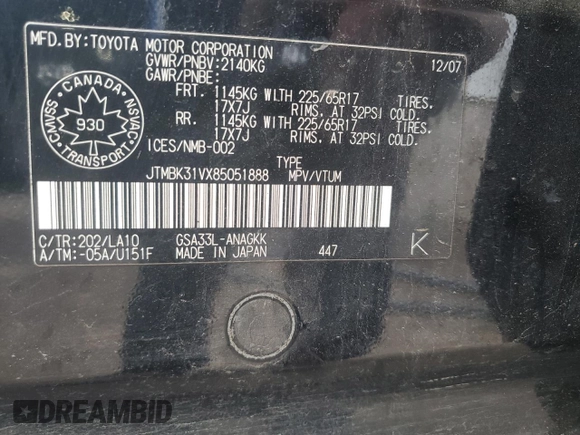 MFD.BY:TOYOTA MOTOR CORPORATION 12/07
GVWR/PNBV:2140KG
GAWR/PNBE:
FRT. 1145KG WITH 225/65R17 TIRES.
17X7J RIMS. AT 32PSI COLD.
RR. 1145KG WITH 225/65R17 TIRES.
17X7J RIMS. AT 32PSI COLD.
ICES/NMB-002
CANADA
CMVSS NSVAC
930
TRANSPORT
TYPE
JTMBK31VX85051888 MPV/VTUM
C/TR:202/LA10 GSA33L-ANAGKK
A/TM:-05A/U151F MADE IN JAPAN 447 K
DREAMBID